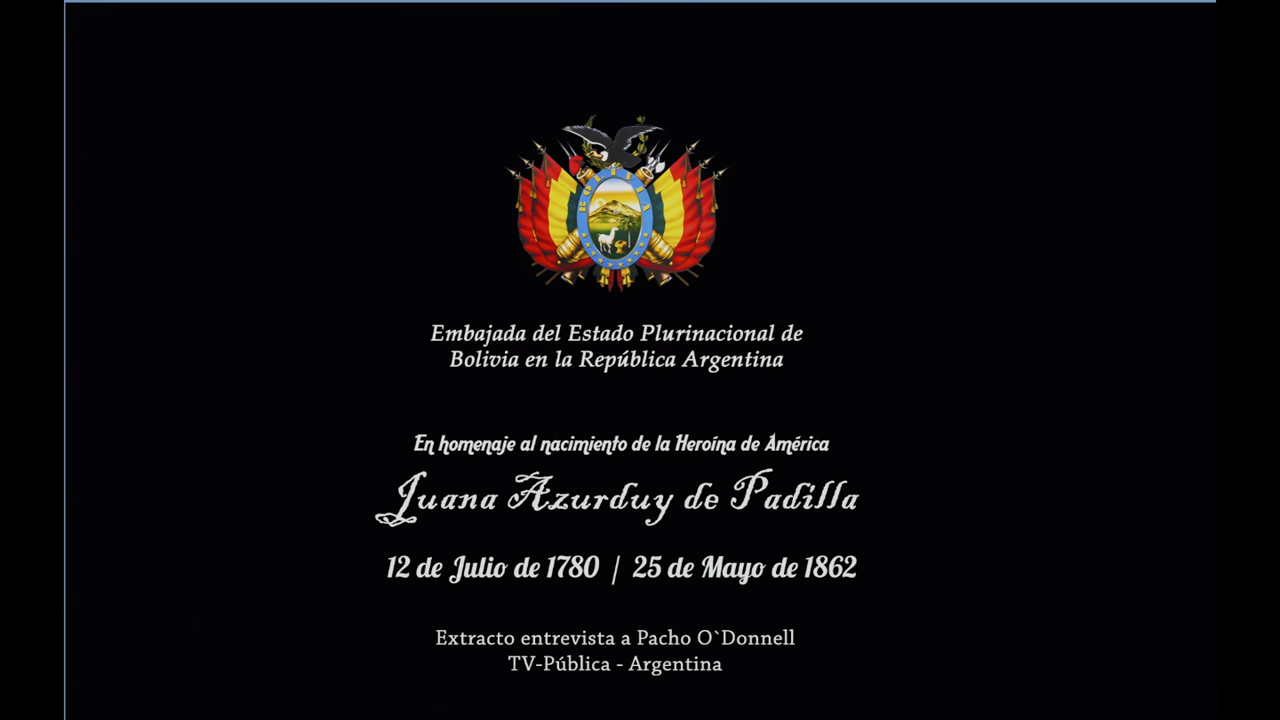 BOLIVIA
Embajada del Estado Plurinacional de
Bolivia en la República Argentina
En homenaje al nacimiento de la Heroína de América
Juana Azurduy de Padilla
12 de Julio de 1780 / 25 de Mayo de 1862
Extracto entrevista a Pacho O`Donnell
TV-Pública - Argentina